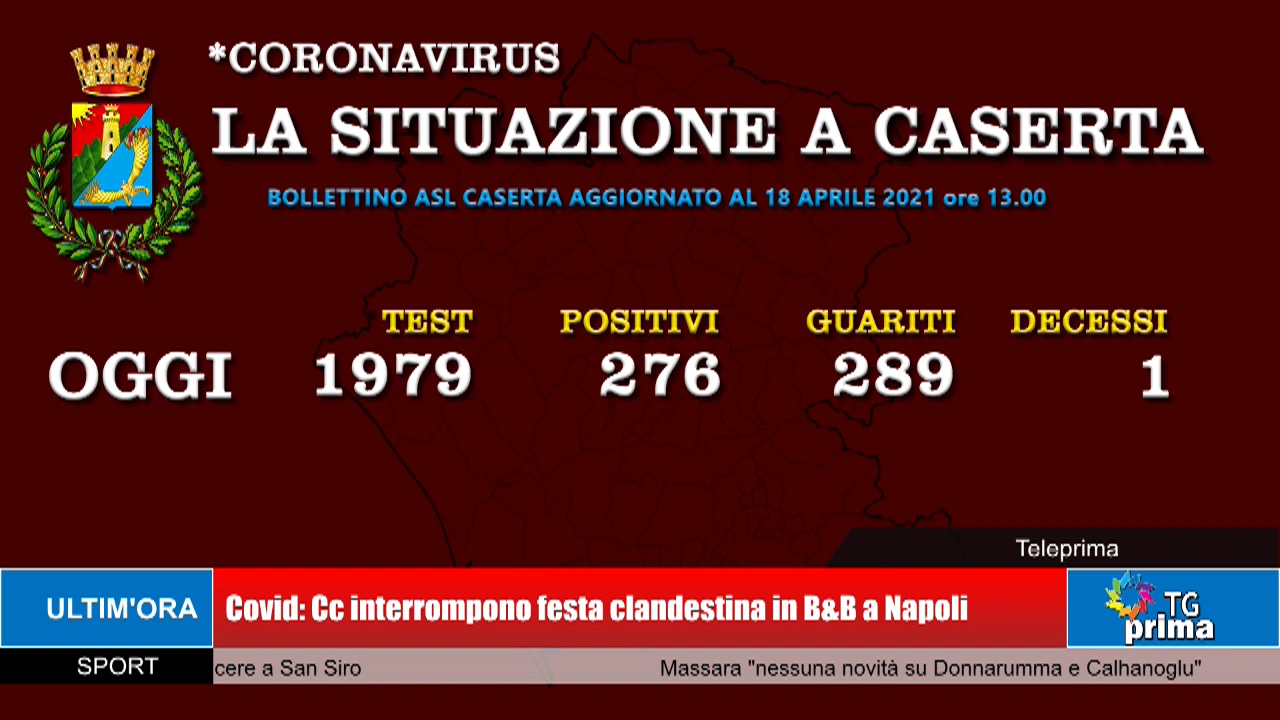 *CORONAVIRUS
LA SITUAZIONE A CASERTA
BOLLETTINO ASL CASERTA AGGIORNATO AL 18 APRILE 2021 ore 13.00
TEST POSITIVI GUARITI DECESSI
OGGI 1979 276 289 1
Teleprima
ULTIM'ORA Covid: Cc interrompono festa clandestina in B&B a Napoli TG
prima
SPORT cere a San Siro Massara "nessuna novità su Donnarumma e Calhanoglu"